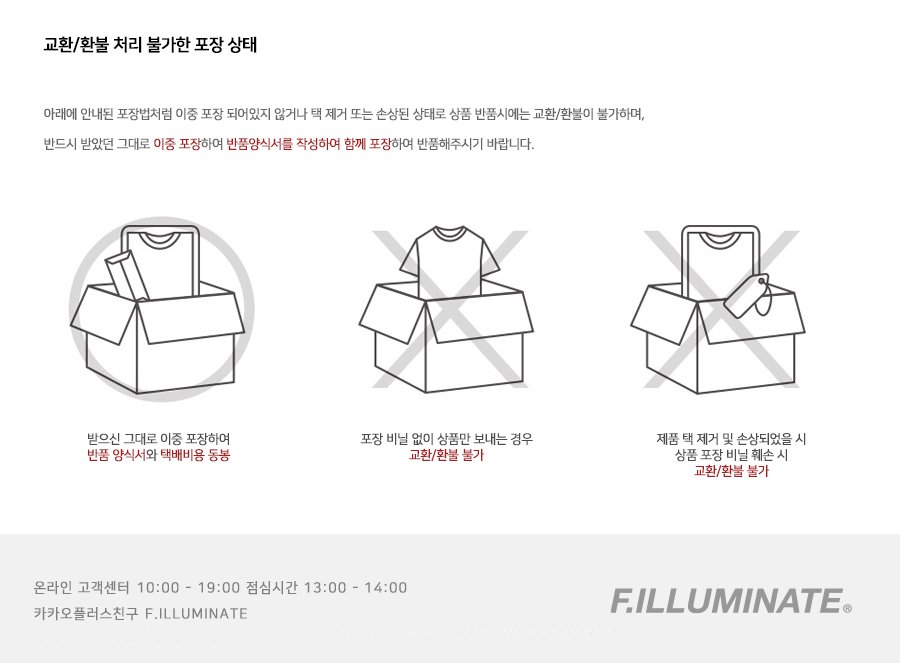 교환/환불 처리 불가한 포장 상태
아래에 안내된 포장법처럼 이중 포장 되어있지 않거나 택 제거 또는 손상된 상태로 상품 반품시에는 교환/환불이 불가하며,
반드시 받았던 그대로 이중 포장하여 반품양식서를 작성하여 함께 포장하여 반품해주시기 바랍니다.
받으신 그대로 이중 포장하여
반품 양식서와 택배비용 동봉
포장 비닐 없이 상품만 보내는 경우
교환/환불 불가
제품 택 제거 및 손상되었을 시
상품 포장 비닐 훼손 시
교환/환불 불가
온라인 고객센터 10:00 - 19:00 점심시간 13:00 - 14:00
카카오플러스친구 F.ILLUMINATE
F.ILLUMINATE®